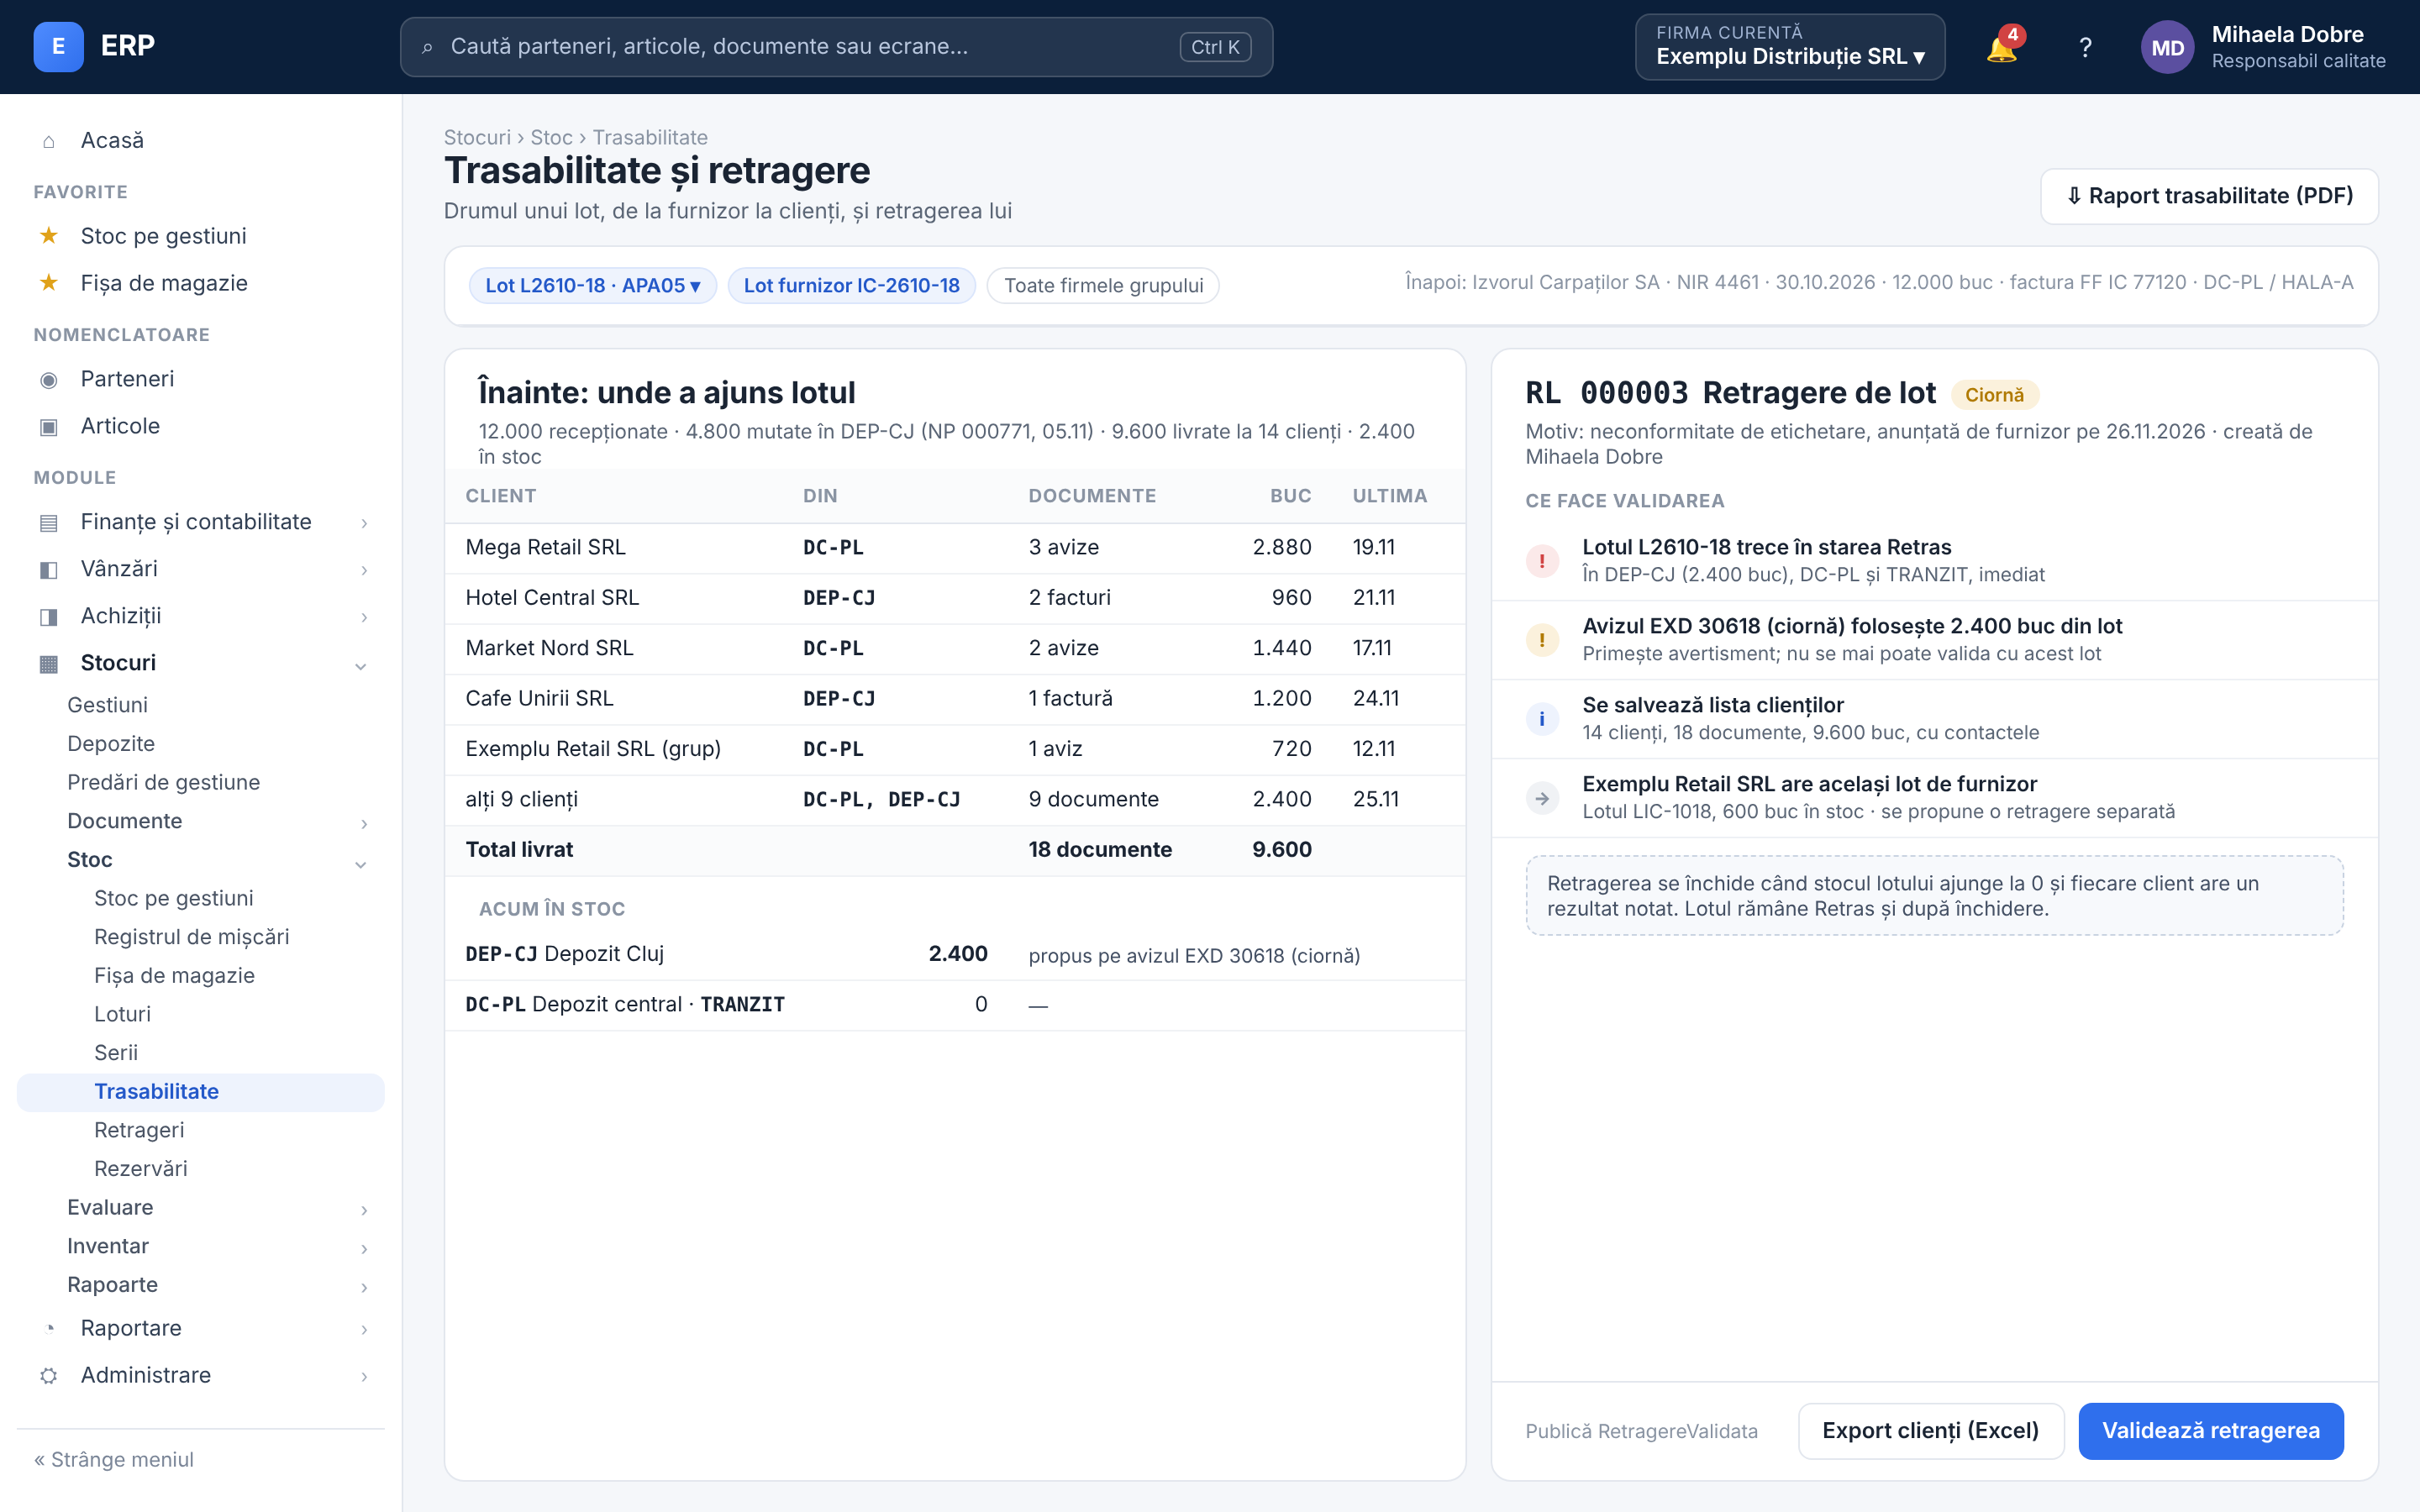 E ERP
Caută parteneri, articole, documente sau ecrane... Ctrl K
FIRMA CURENTĂ
Exemplu Distribuție SRL ▾
4
?
MD
Mihaela Dobre
Responsabil calitate
Acasă
FAVORITE
★ Stoc pe gestiuni
★ Fișa de magazie
NOMENCLATOARE
Parteneri
Articole
MODULE
Finanțe și contabilitate ›
Vânzări ›
Achiziții ›
Stocuri
Gestiuni
Depozite
Predări de gestiune
Documente ›
Stoc
Stoc pe gestiuni
Registrul de mișcări
Fișa de magazie
Loturi
Serii
Trasabilitate
Retrageri
Rezervări
Evaluare ›
Inventar ›
Rapoarte ›
Raportare ›
Administrare ›
« Strânge meniul
Stocuri › Stoc › Trasabilitate
Trasabilitate și retragere
Drumul unui lot, de la furnizor la clienți, și retragerea lui
⇩ Raport trasabilitate (PDF)
Lot L2610-18 · APA05 ▾ Lot furnizor IC-2610-18 Toate firmele grupului
Înapoi: Izvorul Carpaților SA · NIR 4461 · 30.10.2026 · 12.000 buc · factura FF IC 77120 · DC-PL / HALA-A
Înainte: unde a ajuns lotul
12.000 recepționate · 4.800 mutate în DEP-CJ (NP 000771, 05.11) · 9.600 livrate la 14 clienți · 2.400
în stoc
CLIENT DIN DOCUMENTE BUC ULTIMA
Mega Retail SRL DC-PL 3 avize 2.880 19.11
Hotel Central SRL DEP-CJ 2 facturi 960 21.11
Market Nord SRL DC-PL 2 avize 1.440 17.11
Cafe Unirii SRL DEP-CJ 1 factură 1.200 24.11
Exemplu Retail SRL (grup) DC-PL 1 aviz 720 12.11
alți 9 clienți DC-PL, DEP-CJ 9 documente 2.400 25.11
Total livrat 18 documente 9.600
ACUM ÎN STOC
DEP-CJ Depozit Cluj 2.400 propus pe avizul EXD 30618 (ciornă)
DC-PL Depozit central · TRANZIT 0 —
RL 000003 Retragere de lot Ciornă
Motiv: neconformitate de etichetare, anunțată de furnizor pe 26.11.2026 · creată de
Mihaela Dobre
CE FACE VALIDAREA
! Lotul L2610-18 trece în starea Retras
În DEP-CJ (2.400 buc), DC-PL și TRANZIT, imediat
! Avizul EXD 30618 (ciornă) folosește 2.400 buc din lot
Primește avertisment; nu se mai poate valida cu acest lot
i Se salvează lista clienților
14 clienți, 18 documente, 9.600 buc, cu contactele
→ Exemplu Retail SRL are același lot de furnizor
Lotul LIC-1018, 600 buc în stoc · se propune o retragere separată
Retragerea se închide când stocul lotului ajunge la 0 și fiecare client are un
rezultat notat. Lotul rămâne Retras și după închidere.
Publică RetragereValidata Export clienți (Excel) Validează retragerea